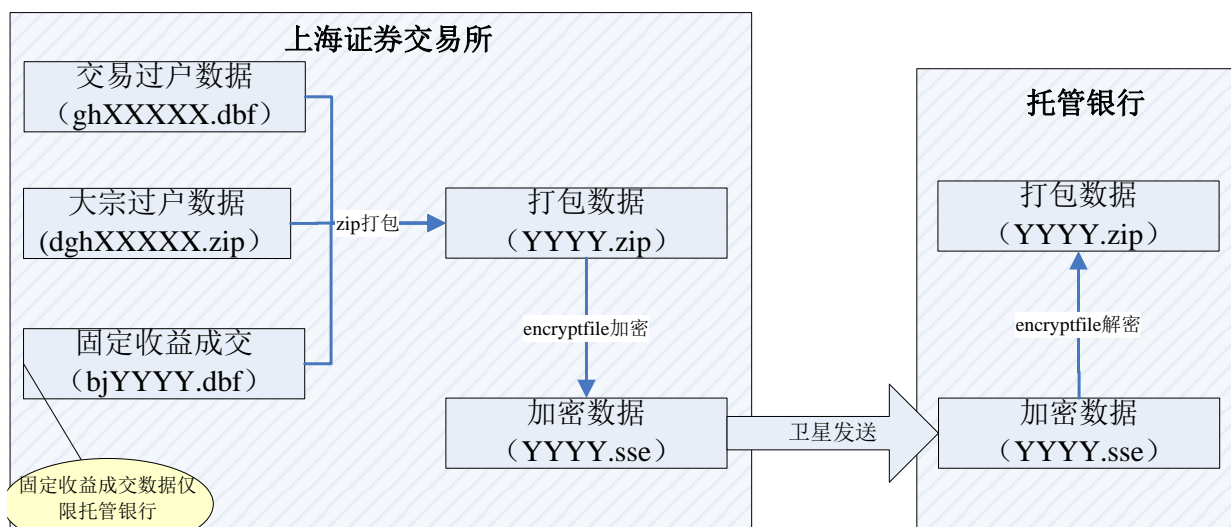 上海证券交易所
交易过户数据
（ghXXXXX.dbf）
大宗过户数据
(dghXXXXX.zip）
固定收益成交
（bjYYYY.dbf）
固定收益成交数据仅
限托管银行
zip打包
打包数据
（YYYY.zip）
encryptfile加密
加密数据
（YYYY.sse）
卫星发送
托管银行
打包数据
（YYYY.zip）
encryptfile解密
加密数据
（YYYY.sse）